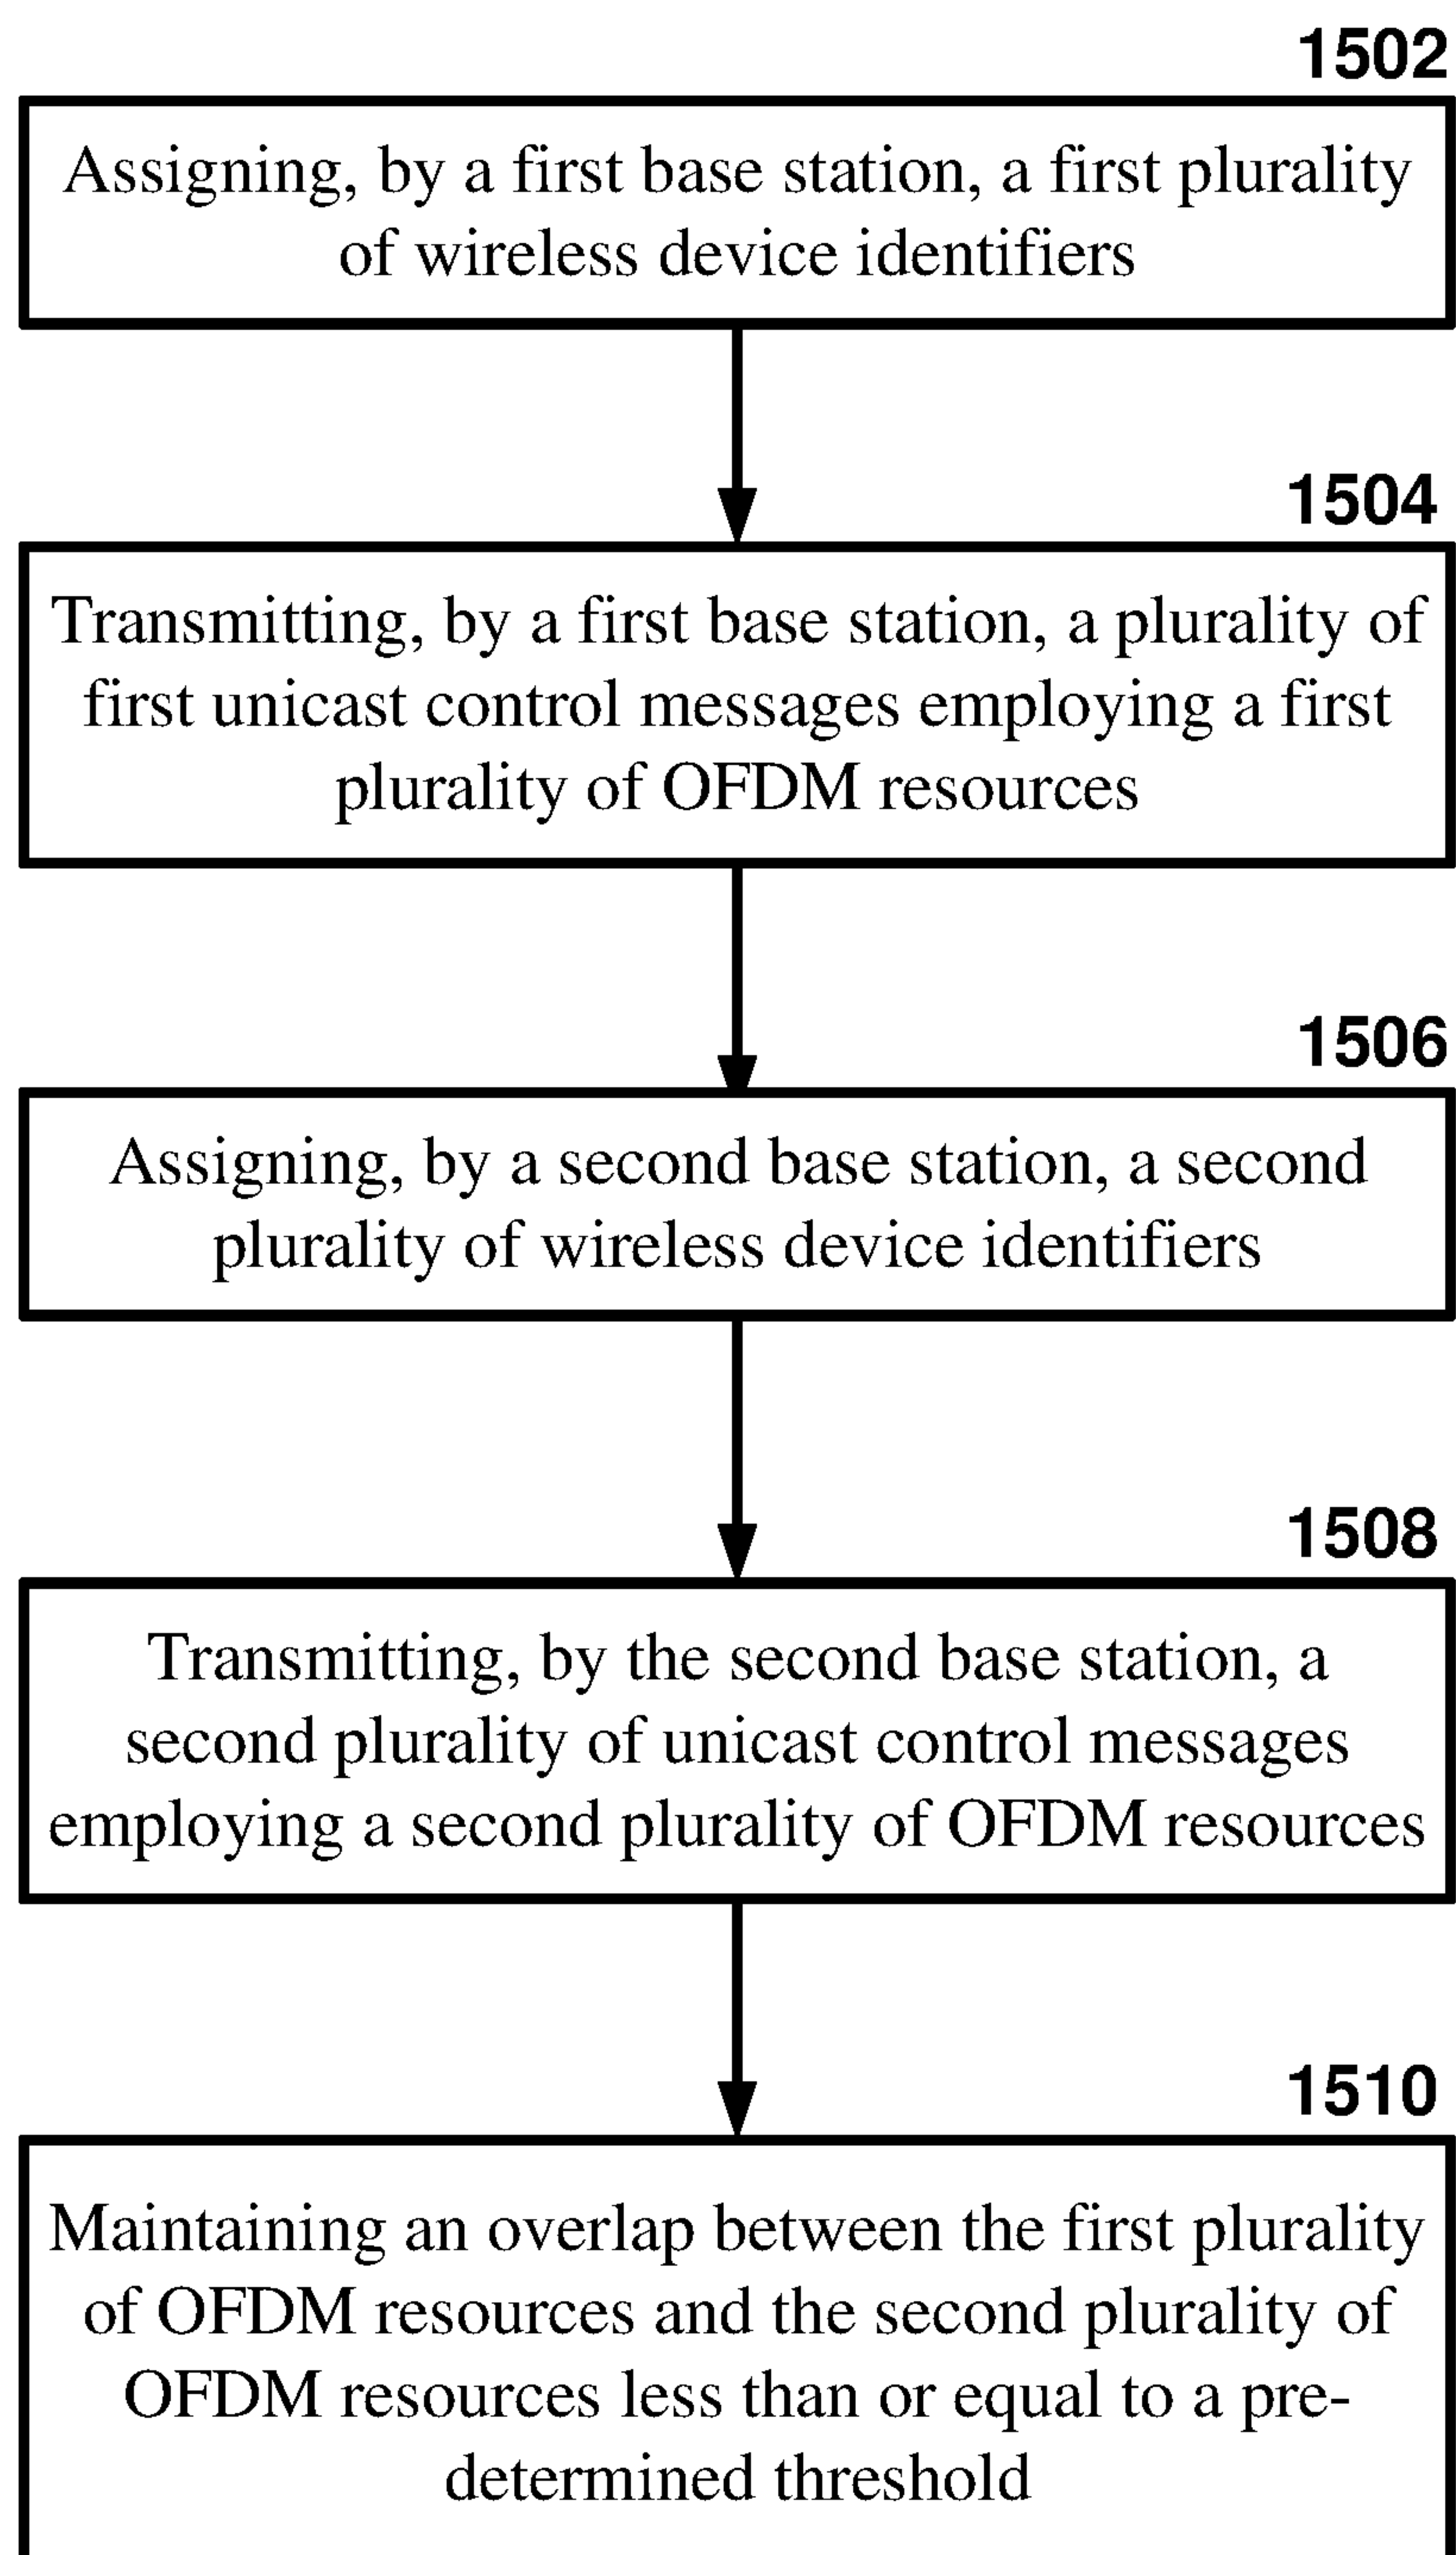 1502
Assigning, by a first base station, a first plurality
of wireless device identifiers
1504
Transmitting, by a first base station, a plurality of
first unicast control messages employing a first
plurality of OFDM resources
1506
Assigning, by a second base station, a second
plurality of wireless device identifiers
1508
Transmitting, by the second base station, a
second plurality of unicast control messages
employing a second plurality of OFDM resources
1510
Maintaining an overlap between the first plurality
of OFDM resources and the second plurality of
OFDM resources less than or equal to a pre-
determined threshold